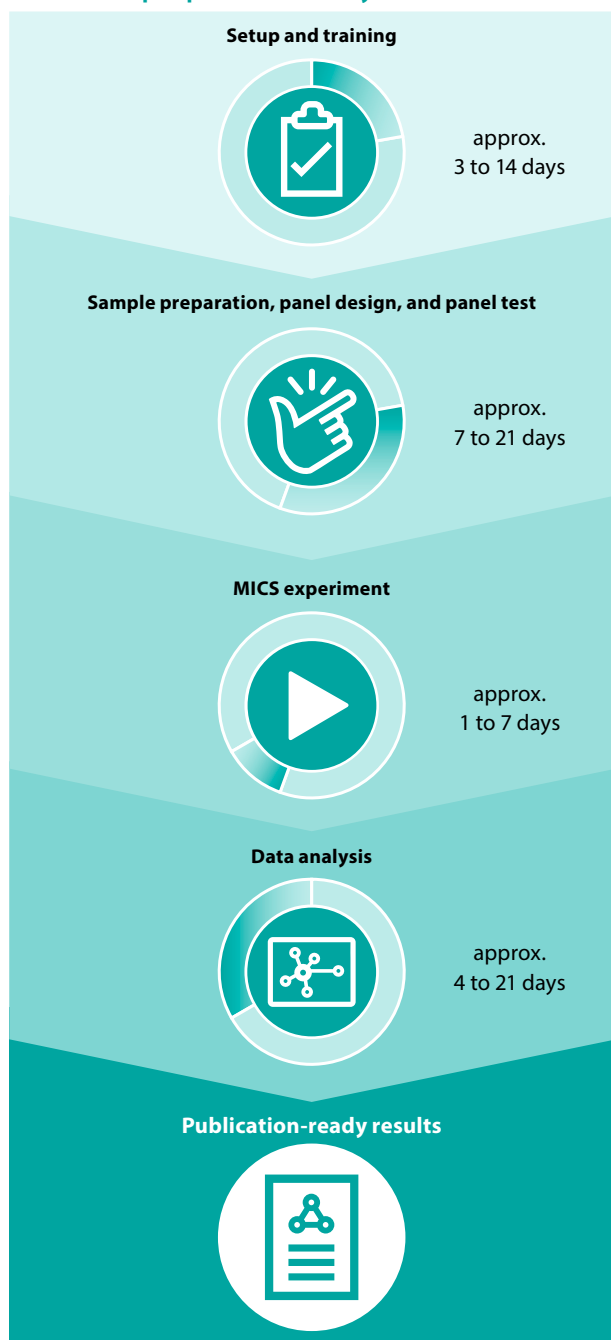 Setup and training
approx.
3 to 14 days
Sample preparation, panel design, and panel test
approx.
7 to 21 days
MICS experiment
approx.
1 to 7 days
Data analysis
approx.
4 to 21 days
Publication-ready results